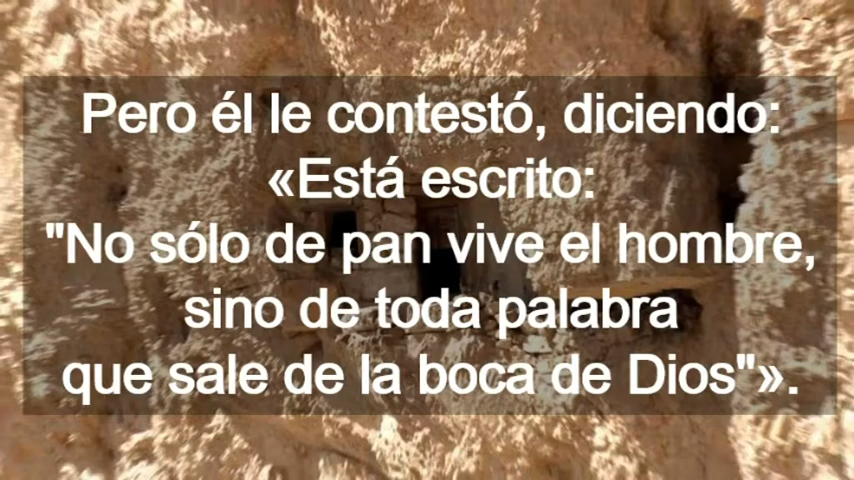 Pero él le contestó, diciendo:
«Está escrito:
"No sólo de pan vive el hombre,
sino de toda palabra
que sale de la boca de Dios"».